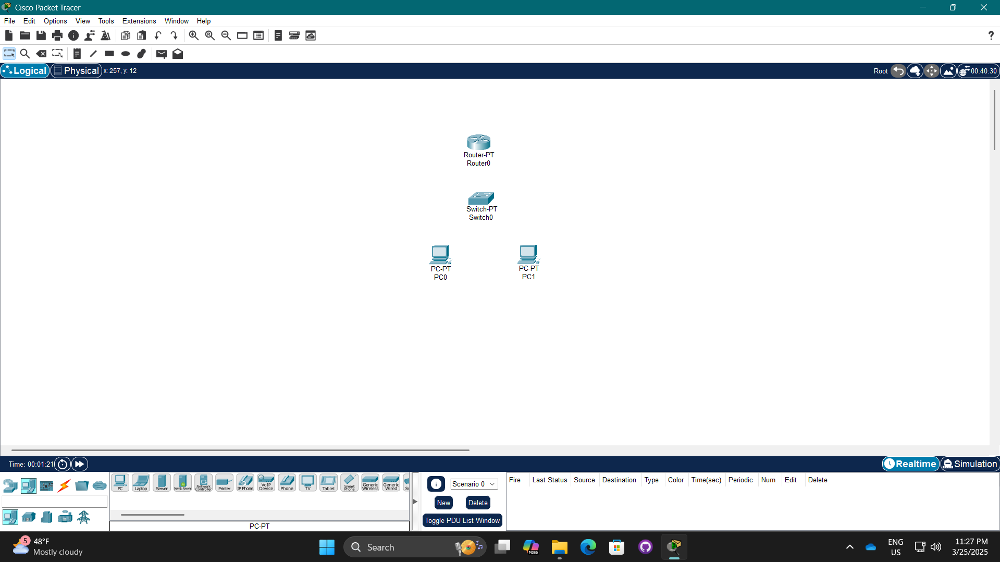 Cisco Packet Tracer
File Edit Options View Tools Extensions Window Help
?
Logical Physical x: 257, y: 12 Root 00:40:30
Router-PT
Router0
Switch-PT
Switch0
PC-PT PC-PT
PC0 PC1
Time: 00:01:21 Realtime Simulation
PC Laptop Server Meraki Server Network Controller Printer IP Phone VoIP Device Phone TV Tablet Smart Phone Generic Wireless Generic Wired
PC-PT
Scenario 0
New Delete
Toggle PDU List Window
Fire Last Status Source Destination Type Color Time(sec) Periodic Num Edit Delete
5 48°F
Mostly cloudy
Search
M365
ENG
US
11:27 PM
3/25/2025